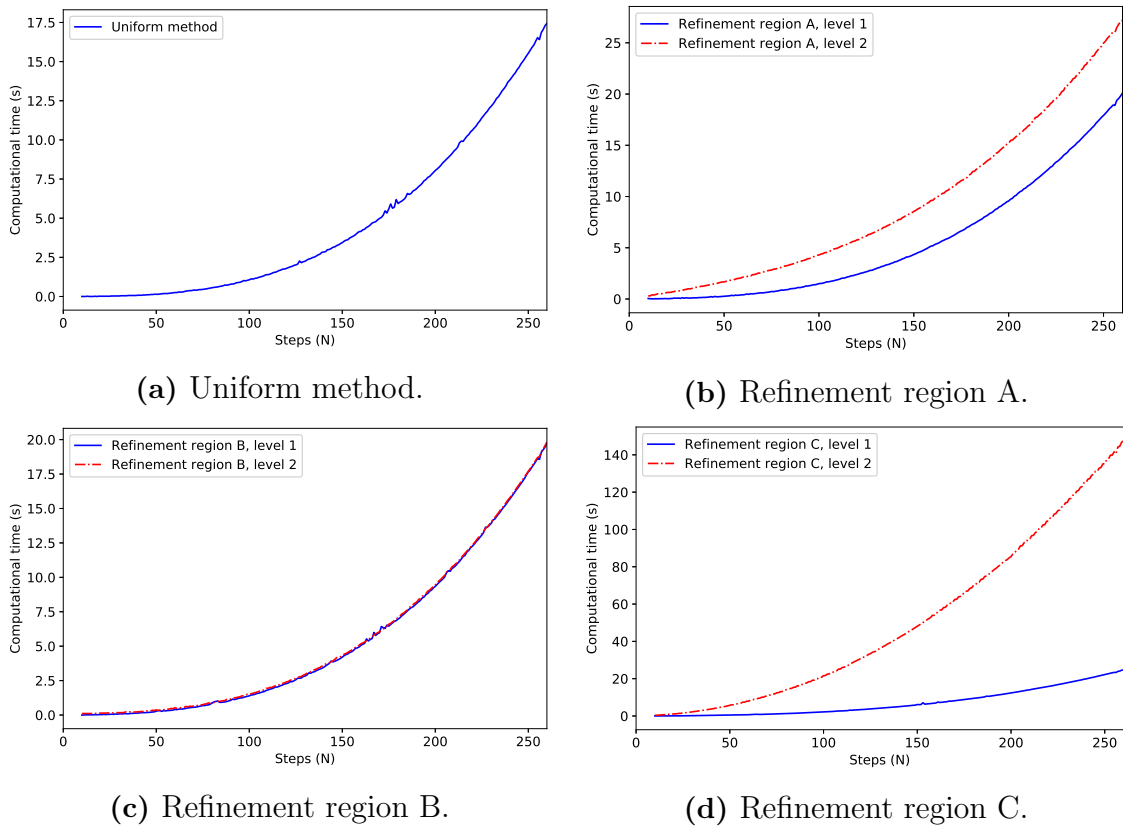 Uniform method
Computational time (s)
17.5
15.0
12.5
10.0
7.5
5.0
2.5
0.0
0 50 100 150 200 250
Steps (N)
(a) Uniform method.
Refinement region A, level 1
Refinement region A, level 2
Computational time (s)
25
20
15
10
5
0
0 50 100 150 200 250
Steps (N)
(b) Refinement region A.
Refinement region B, level 1
Refinement region B, level 2
Computational time (s)
20.0
17.5
15.0
12.5
10.0
7.5
5.0
2.5
0.0
0 50 100 150 200 250
Steps (N)
(c) Refinement region B.
Refinement region C, level 1
Refinement region C, level 2
Computational time (s)
140
120
100
80
60
40
20
0
0 50 100 150 200 250
Steps (N)
(d) Refinement region C.